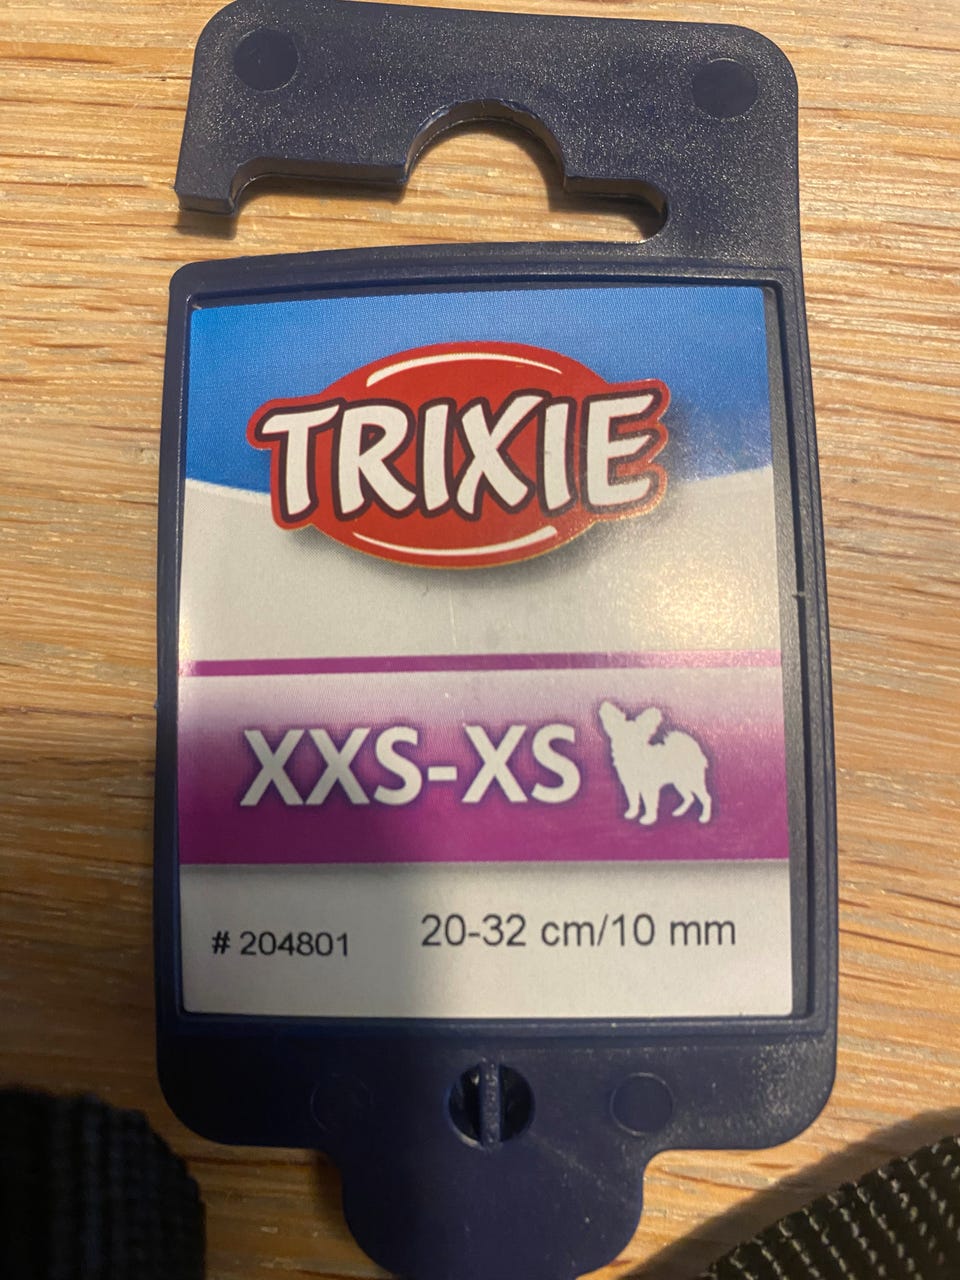 TRIXIE
XXS-XS
# 204801 20-32 cm/10 mm